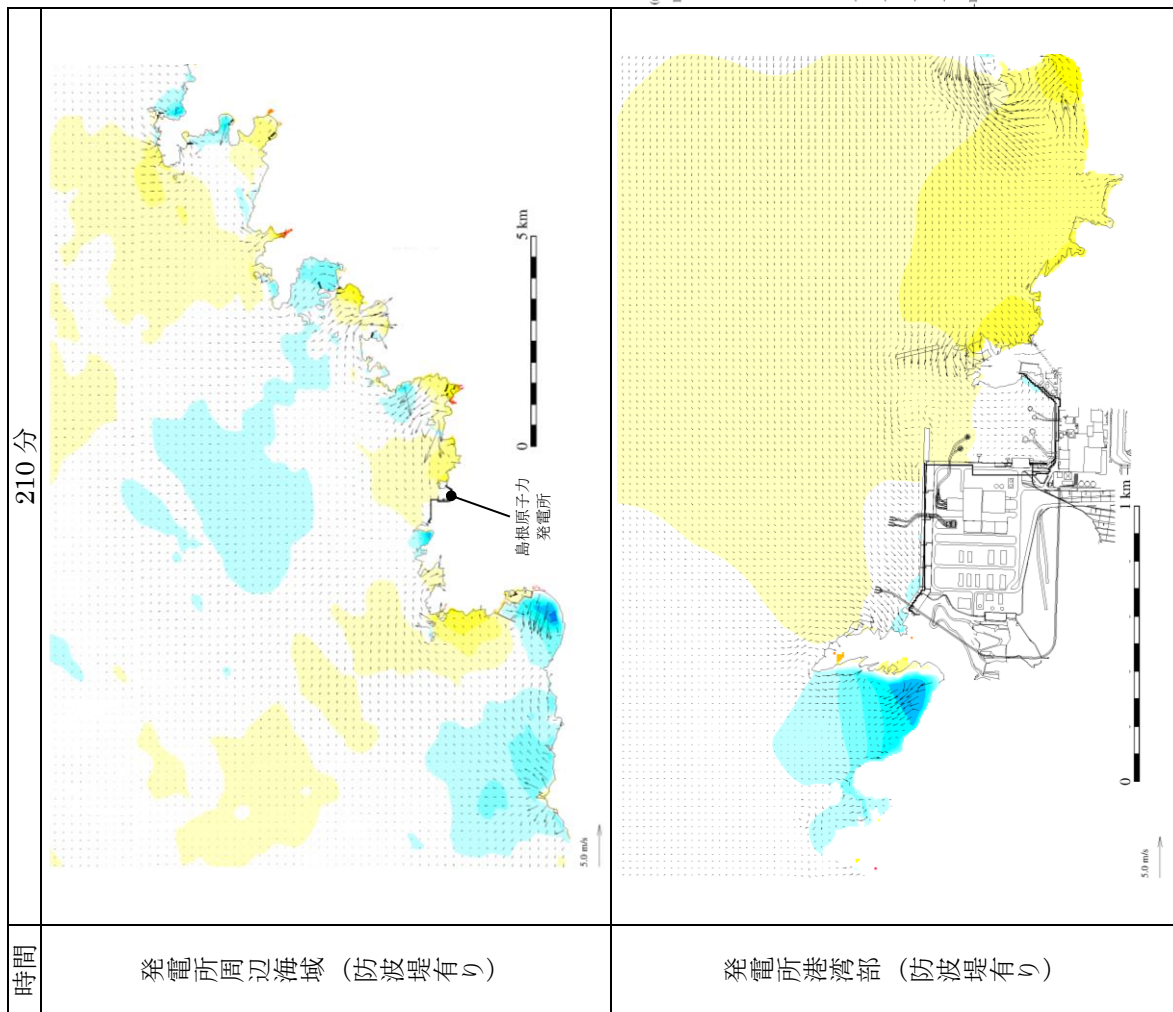 時間
210 分
発電所周辺海域 (防波堤有り)
島根原子力
発電所
0
5 km
5.0 m/s
発電所港湾部 (防波堤有り)
0
1 km
5.0 m/s